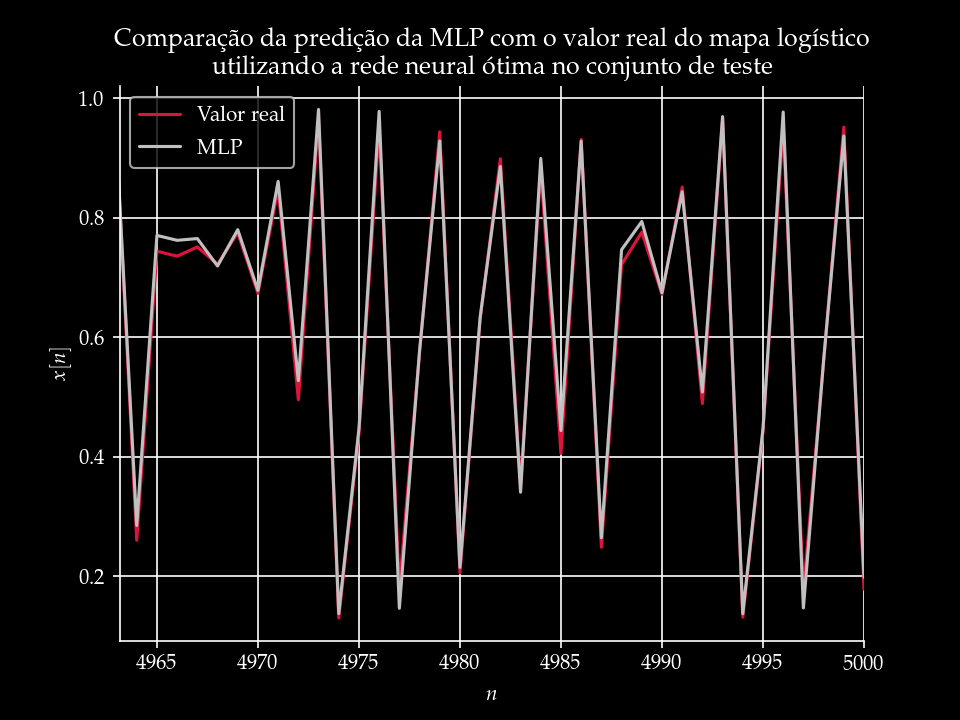 Comparação da predição da MLP com o valor real do mapa logístico
utilizando a rede neural ótima no conjunto de teste
Valor real
MLP
1.0
0.8
0.6
0.4
0.2
x[n]
4965 4970 4975 4980 4985 4990 4995 5000
n